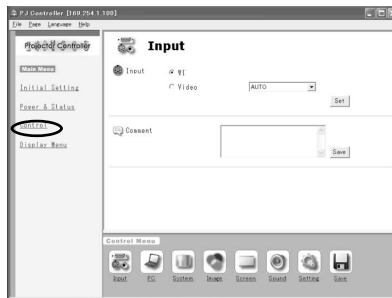 PJ Controller [169.254.1.100]
File Page Language Help
Projector Controller
Main Menu
Initial Setting
Power & Status
Control
Display Menu
Input
Input
Video
AUTO
Set
Comment
Save
Control Menu
Input PC System Image Screen Sound Setting Save